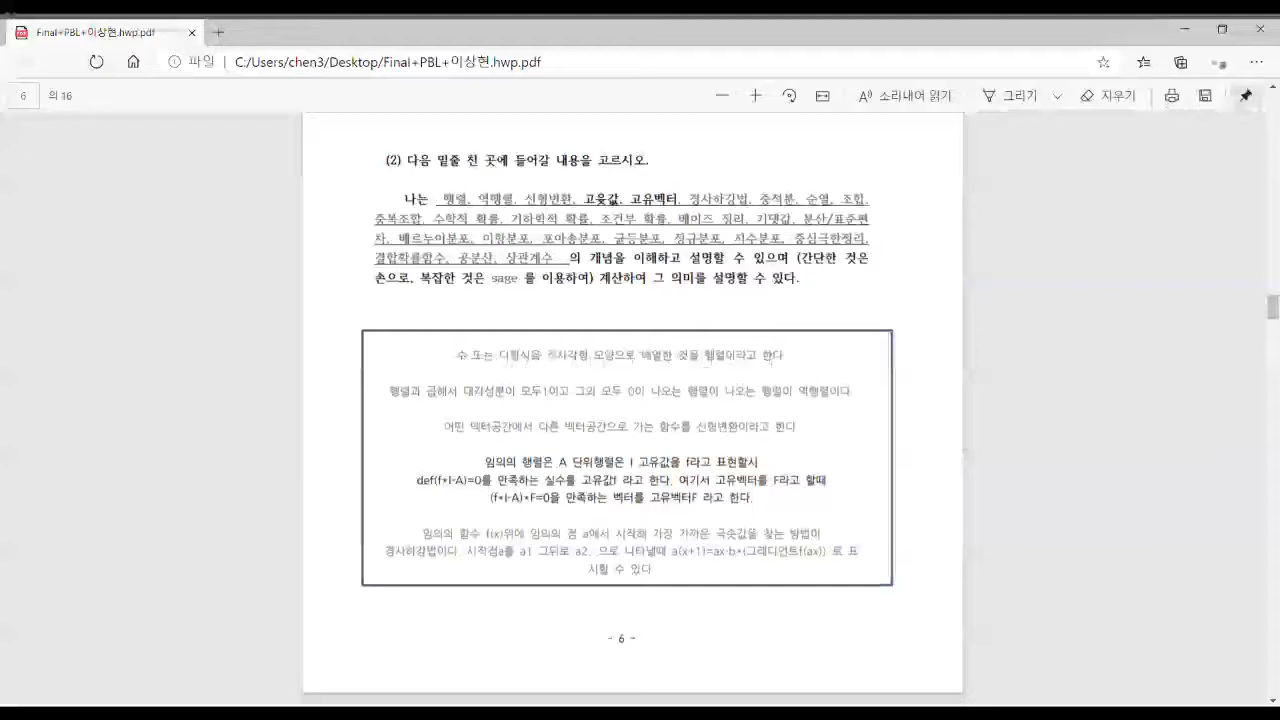 Final+PBL+이상현.hwp.pdf
파일 C:/Users/chen3/Desktop/Final+PBL+이상현.hwp.pdf
6 의 16 소리내어 읽기 그리기 지우기
(2) 다음 밑줄 친 곳에 들어갈 내용을 고르시오.
나는 행렬, 역행렬, 선형변환, 고윳값, 고유벡터, 경사하강법, 중적분, 순열, 조합,
중복조합, 수학적 확률, 기하학적 확률, 조건부 확률, 베이즈 정리, 기댓값, 분산/표준편
차, 베르누이분포, 이항분포, 포아송분포, 균등분포, 정규분포, 지수분포, 중심극한정리,
결합확률함수, 공분산, 상관계수 의 개념을 이해하고 설명할 수 있으며 (간단한 것은
손으로, 복잡한 것은 sage 를 이용하여) 계산하여 그 의미를 설명할 수 있다.
수 또는 다항식을 직사각형 모양으로 배열한 것을 행렬이라고 한다
행렬과 곱해서 대각성분이 모두1이고 그외 모두 0이 나오는 행렬이 나오는 행렬이 역행렬이다
어떤 벡터공간에서 다른 벡터공간으로 가는 함수를 선형변환이라고 한다
임의의 행렬은 A 단위행렬은 I 고유값을 f라고 표현할시
def(f*I-A)=0를 만족하는 실수를 고유값f 라고 한다. 여기서 고유벡터를 F라고 할때
(f*I-A)*F=0을 만족하는 벡터를 고유벡터F 라고 한다.
임의의 함수 f(x)위에 임의의 점 a에서 시작해 가장 가까운 극솟값을 찾는 방법이
경사하강법이다. 시작점a를 a1 그뒤로 a2.. 으로 나타낼때 a(x+1)=ax-b*(그레디언트f(ax)) 로 표
시될 수 있다
- 6 -